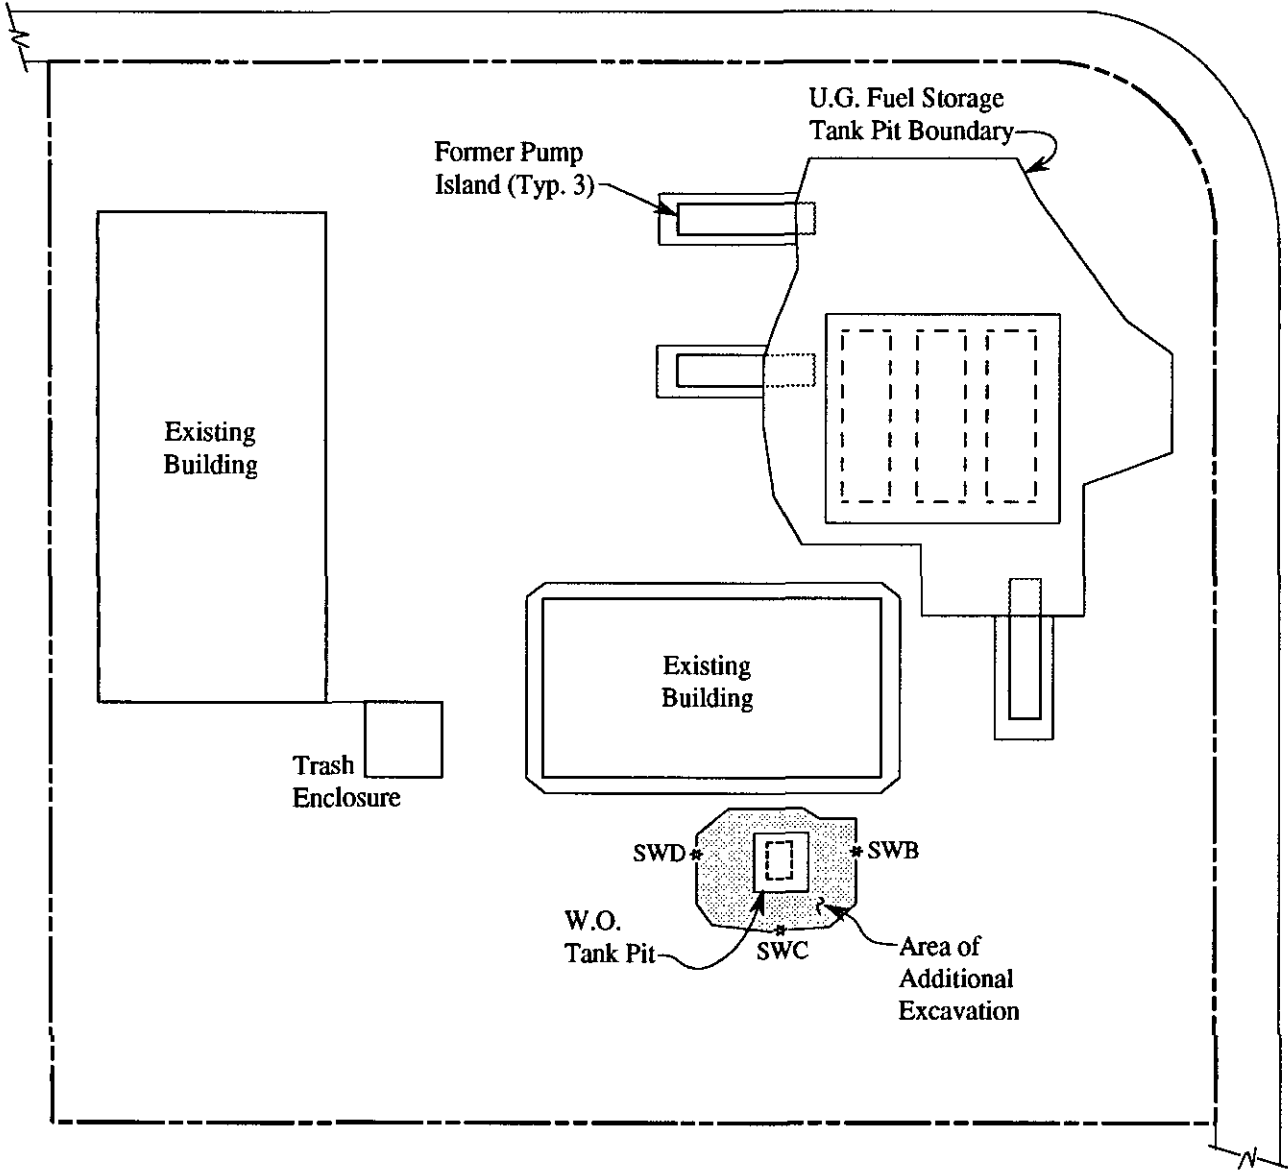 U.G. Fuel Storage
Tank Pit Boundary
Former Pump
Island (Typ. 3)
Existing
Building
Existing
Building
Trash
Enclosure
SWD
SWB
W.O.
Tank Pit
SWC
Area of
Additional
Excavation